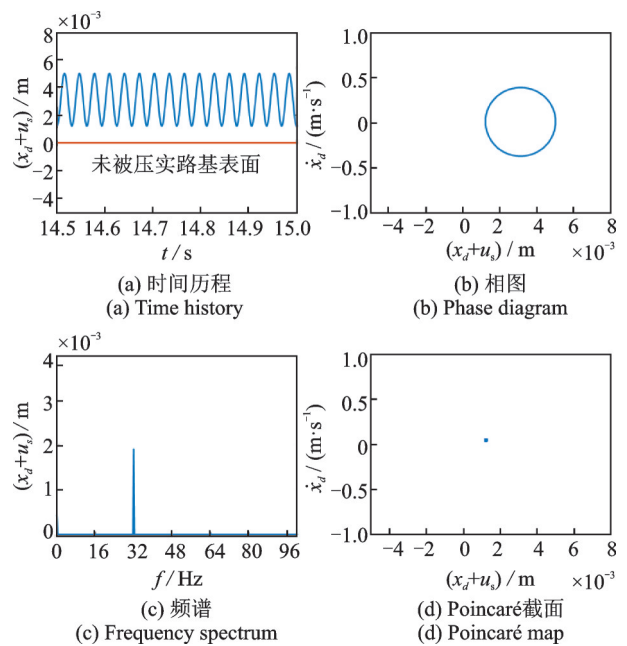 ×10⁻³
8
6
4
2
0
−2
−4
(x_d+u_s) / m
未被压实路基表面
14.5 14.6 14.7 14.8 14.9 15.0
t / s
(a) 时间历程
(a) Time history
1.0
0.5
0
−0.5
−1.0
ẋ_d / (m·s⁻¹)
−4 −2 0 2 4 6 8
(x_d+u_s) / m ×10⁻³
(b) 相图
(b) Phase diagram
×10⁻³
4
3
2
1
0
(x_d+u_s) / m
0 16 32 48 64 80 96
f / Hz
(c) 频谱
(c) Frequency spectrum
1.0
0.5
0
−0.5
−1.0
ẋ_d / (m·s⁻¹)
−4 −2 0 2 4 6 8
(x_d+u_s) / m ×10⁻³
(d) Poincaré截面
(d) Poincaré map